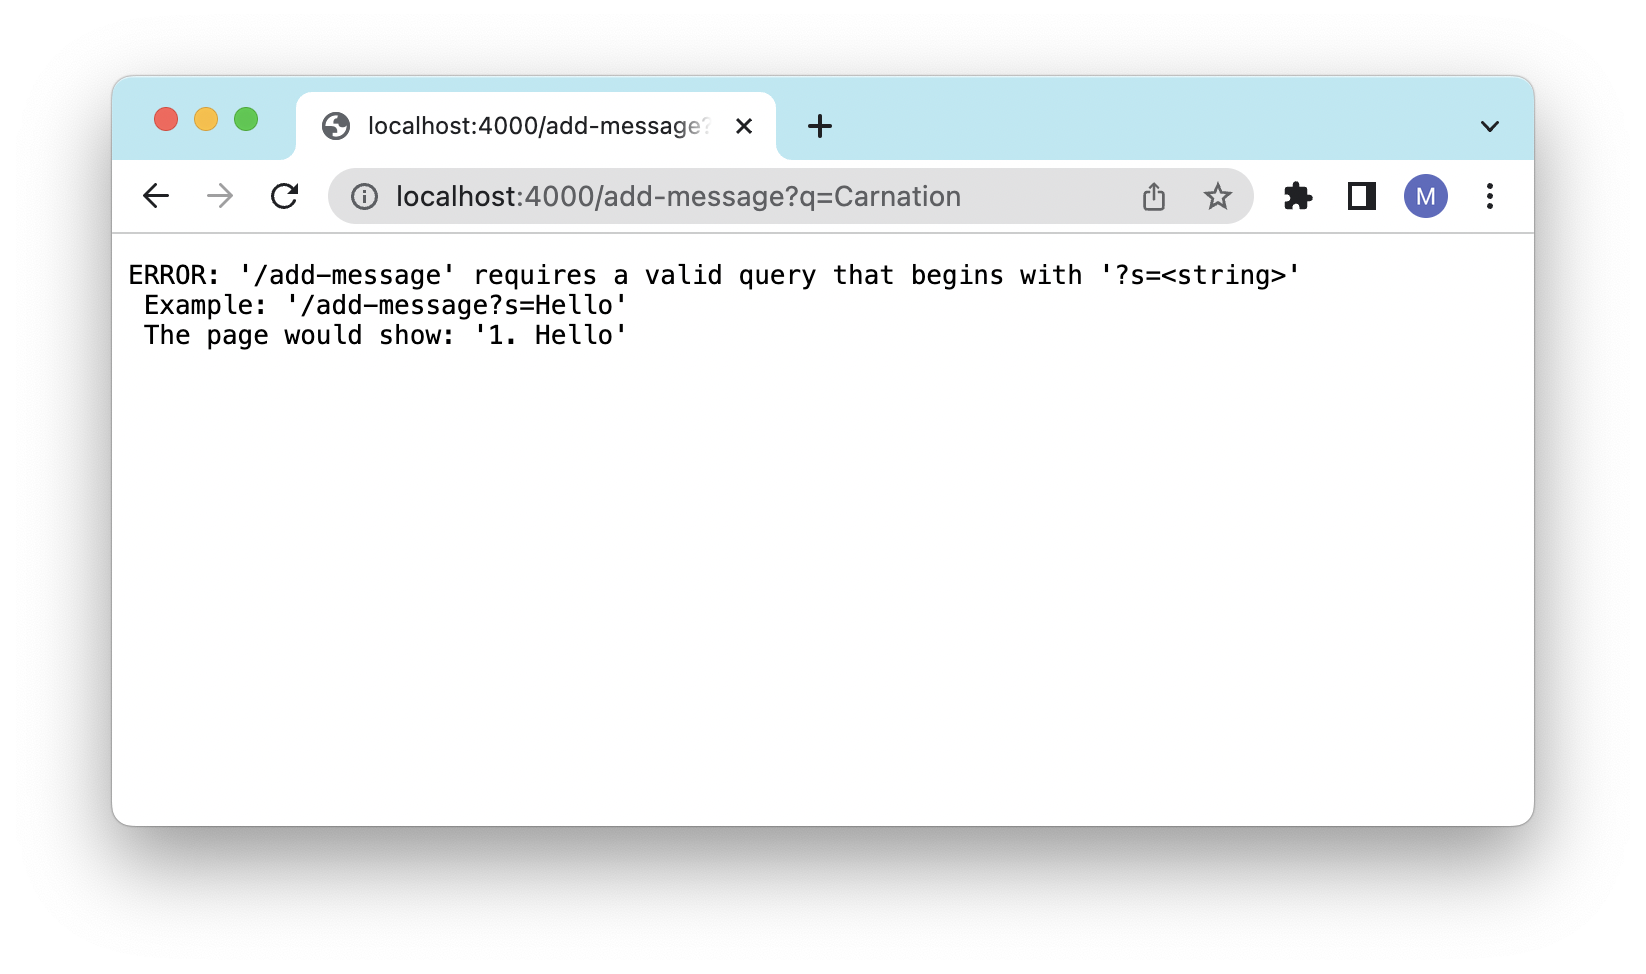 localhost:4000/add-message?
localhost:4000/add-message?q=Carnation
M
ERROR: '/add-message' requires a valid query that begins with '?s=<string>'
Example: '/add-message?s=Hello'
The page would show: '1. Hello'